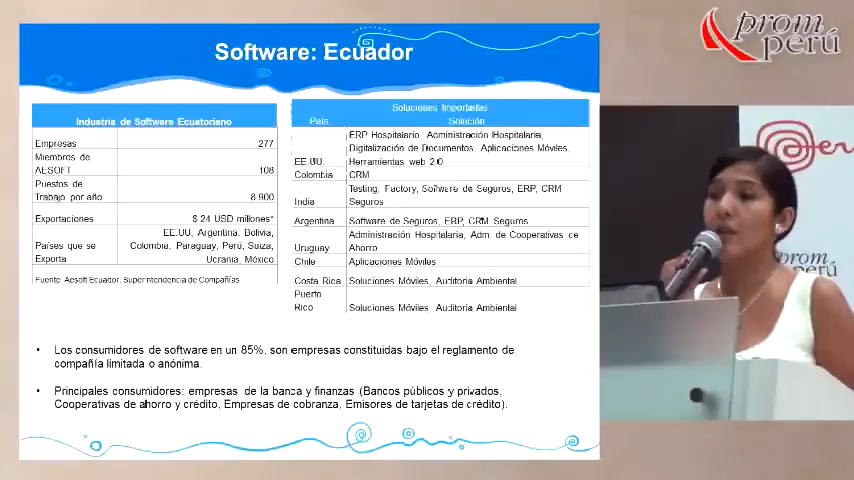 Software: Ecuador
Industria de Software Ecuatoriano
Empresas 277
Miembros de
AESOFT 108
Puestos de
Trabajo por año 8 900
Exportaciones $ 24 USD millones*
Países que se
Exporta
EE.UU, Argentina, Bolivia,
Colombia, Paraguay, Perú, Suiza,
Ucrania, México
Fuente: Aesoft Ecuador, Superintendencia de Compañías
Soluciones Importadas
País. Solución
EE.UU.
ERP Hospitalario, Administración Hospitalaria,
Digitalización de Documentos, Aplicaciones Móviles,
Herramientas web 2.0
Colombia CRM
India
Testing, Factory, Software de Seguros, ERP, CRM
Seguros
Argentina Software de Seguros, ERP, CRM Seguros
Uruguay
Administración Hospitalaria, Adm. de Cooperativas de
Ahorro
Chile Aplicaciones Móviles
Costa Rica Soluciones Móviles, Auditoria Ambiental
Puerto
Rico Soluciones Móviles, Auditoria Ambiental
• Los consumidores de software en un 85%, son empresas constituidas bajo el reglamento de
compañía limitada o anónima.
• Principales consumidores: empresas de la banca y finanzas (Bancos públicos y privados,
Cooperativas de ahorro y crédito, Empresas de cobranza, Emisores de tarjetas de crédito).
prom
perú
prom
perú